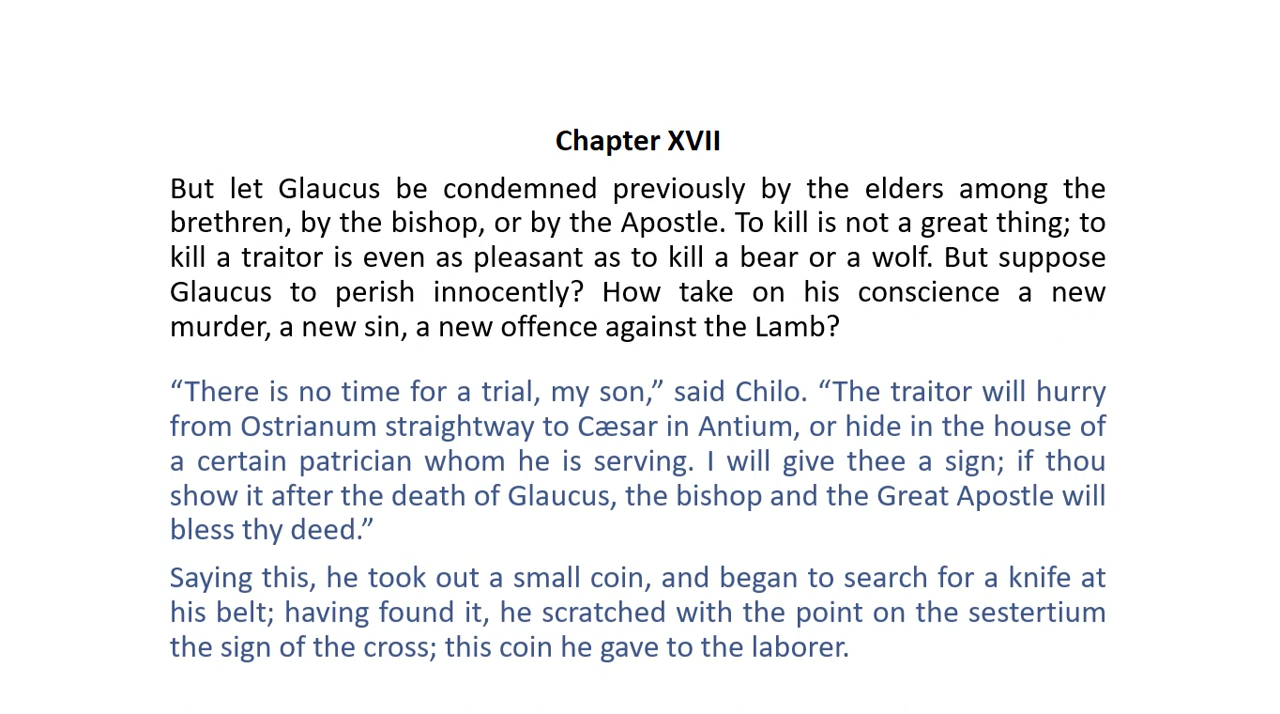 Chapter XVII
But let Glaucus be condemned previously by the elders among the
brethren, by the bishop, or by the Apostle. To kill is not a great thing; to
kill a traitor is even as pleasant as to kill a bear or a wolf. But suppose
Glaucus to perish innocently? How take on his conscience a new
murder, a new sin, a new offence against the Lamb?
“There is no time for a trial, my son,” said Chilo. “The traitor will hurry
from Ostrianum straightway to Cæsar in Antium, or hide in the house of
a certain patrician whom he is serving. I will give thee a sign; if thou
show it after the death of Glaucus, the bishop and the Great Apostle will
bless thy deed.”
Saying this, he took out a small coin, and began to search for a knife at
his belt; having found it, he scratched with the point on the sestertium
the sign of the cross; this coin he gave to the laborer.